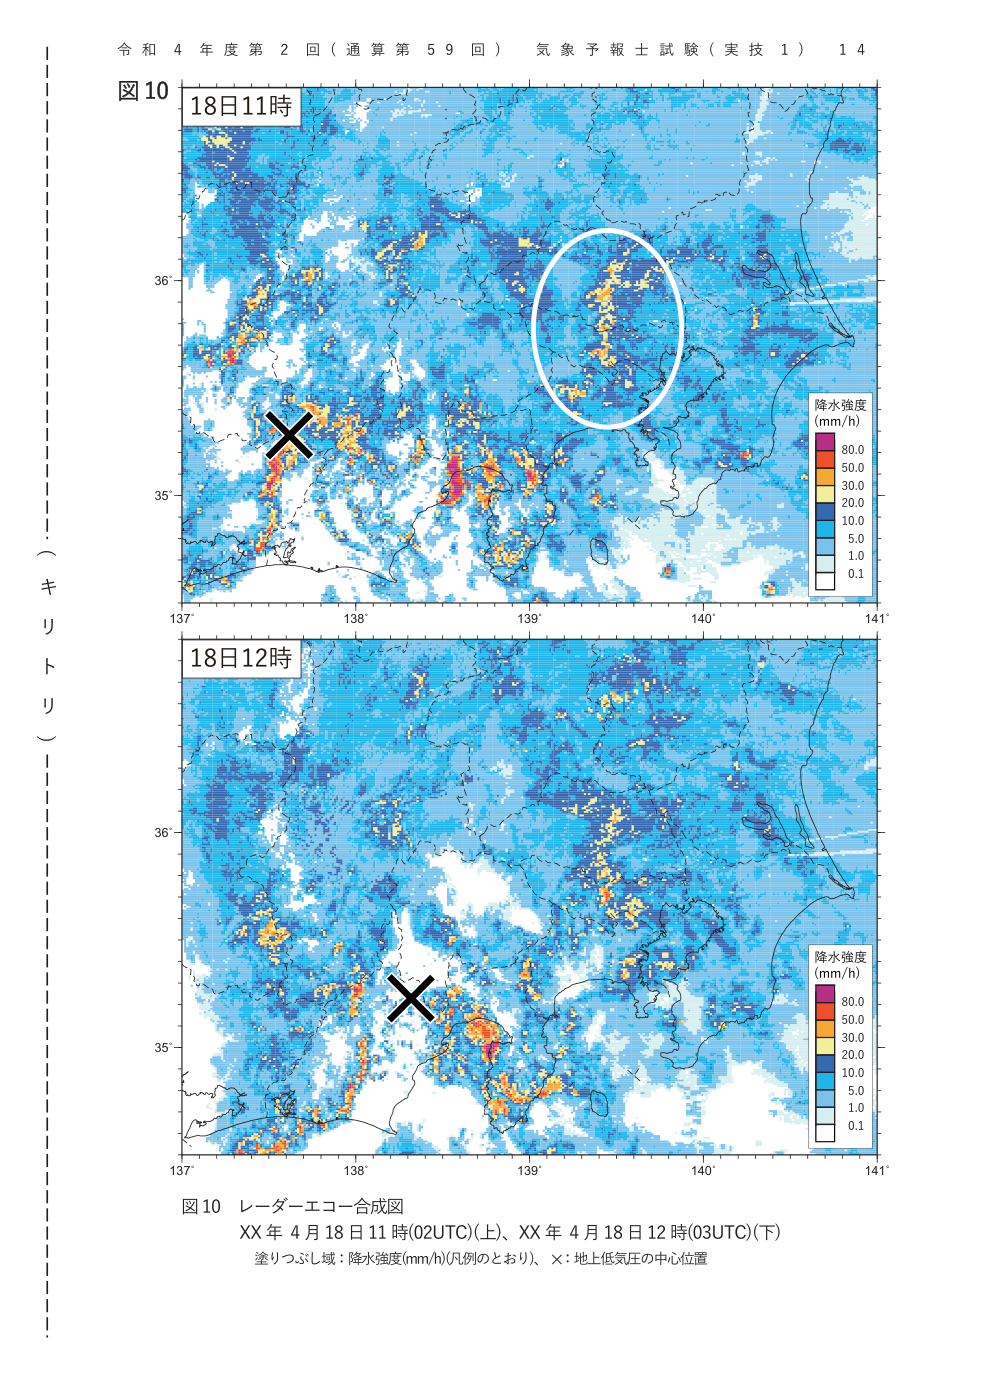 令和4年度第2回(通算第59回) 気象予報士試験(実技1) 14
図10
18日11時
36°
35°
降水強度
(mm/h)
80.0
50.0
30.0
20.0
10.0
5.0
1.0
0.1
137° 138° 139° 140° 141°
18日12時
36°
35°
降水強度
(mm/h)
80.0
50.0
30.0
20.0
10.0
5.0
1.0
0.1
137° 138° 139° 140° 141°
図10 レーダーエコー合成図
XX年 4月18日11時(02UTC)(上)、XX年 4月18日12時(03UTC)(下)
塗りつぶし域：降水強度(mm/h)(凡例のとおり)、 ×：地上低気圧の中心位置
(キリトリ)